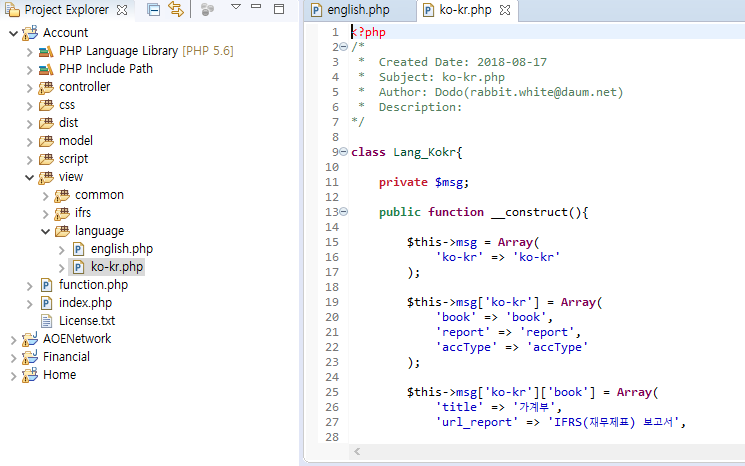 Project Explorer
Account
PHP Language Library [PHP 5.6]
PHP Include Path
controller
css
dist
model
script
view
common
ifrs
language
english.php
ko-kr.php
function.php
index.php
License.txt
AOENetwork
Financial
Home
english.php
ko-kr.php
1 <?php
2 /*
3  *  Created Date: 2018-08-17
4  *  Subject: ko-kr.php
5  *  Author: Dodo(rabbit.white@daum.net)
6  *  Description:
7 */
8
9 class Lang_Kokr{
10
11     private $msg;
12
13     public function __construct(){
14
15         $this->msg = Array(
16             'ko-kr' => 'ko-kr'
17         );
18
19         $this->msg['ko-kr'] = Array(
20             'book' => 'book',
21             'report' => 'report',
22             'accType' => 'accType'
23         );
24
25         $this->msg['ko-kr']['book'] = Array(
26             'title' => '가계부',
27             'url_report' => 'IFRS(재무제표) 보고서',
28